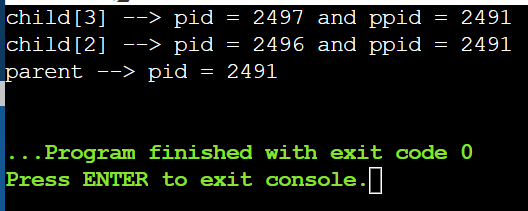 child[3] --> pid = 2497 and ppid = 2491
child[2] --> pid = 2496 and ppid = 2491
parent --> pid = 2491
...Program finished with exit code 0
Press ENTER to exit console.